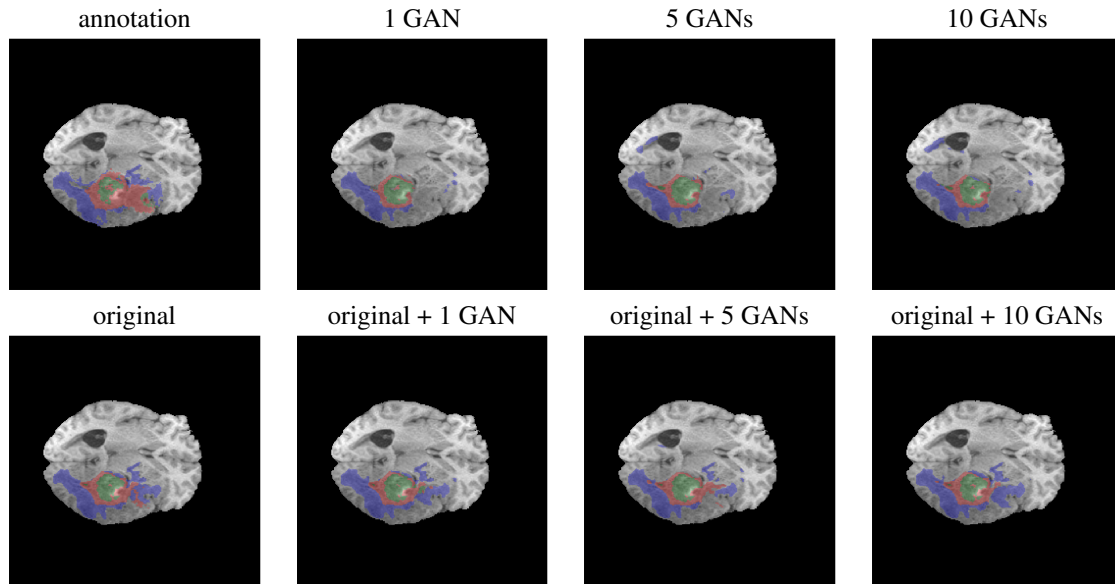 annotation
1 GAN
5 GANs
10 GANs
original
original + 1 GAN
original + 5 GANs
original + 10 GANs